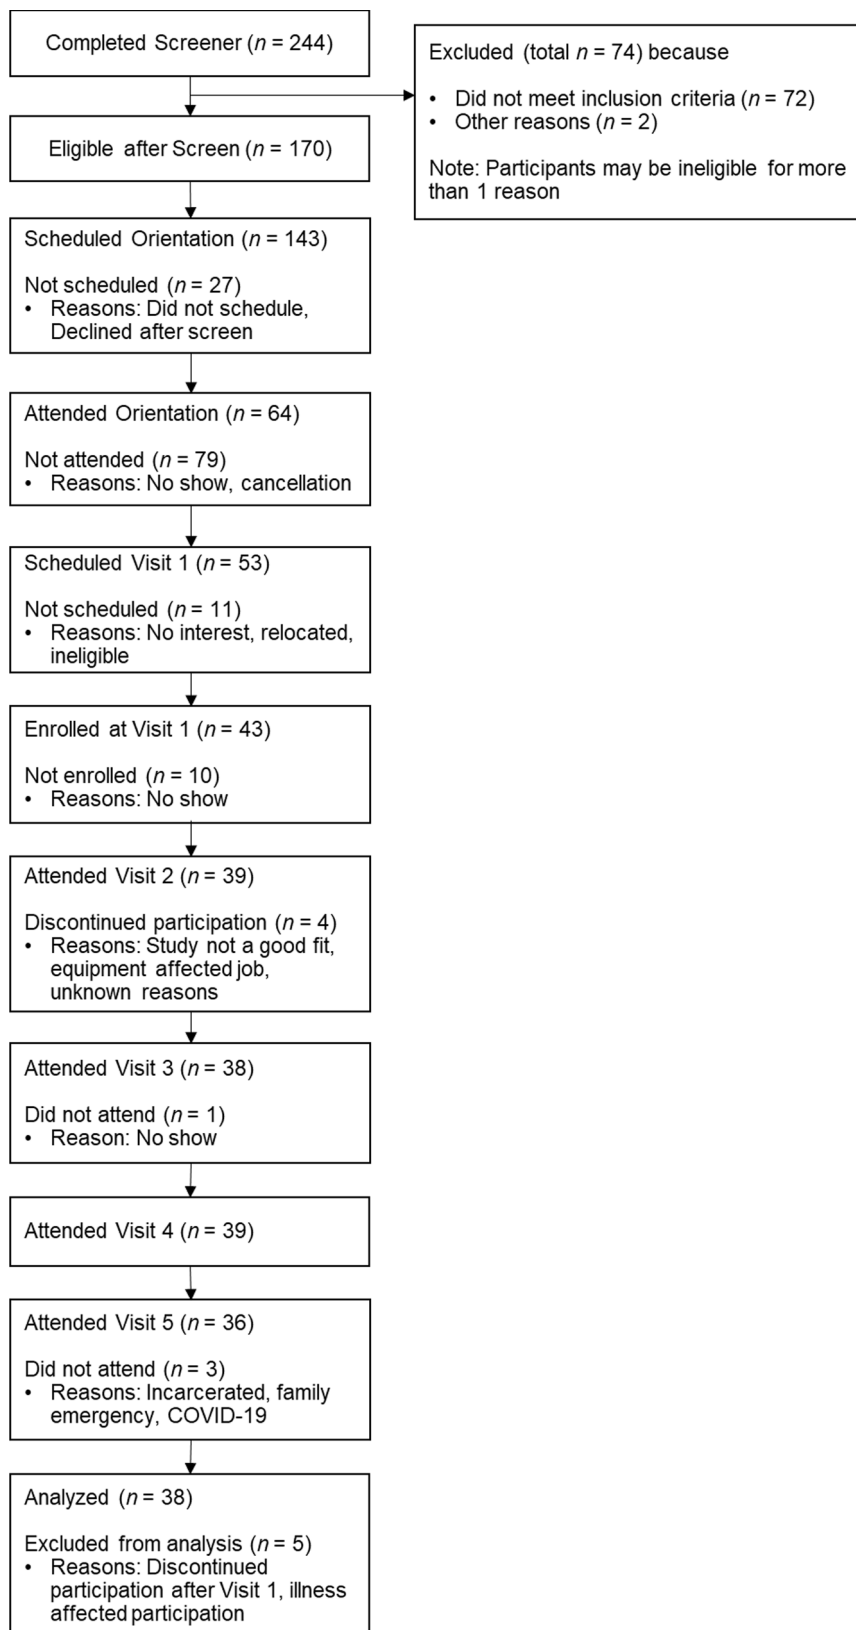 Completed Screener (n = 244)
Excluded (total n = 74) because
• Did not meet inclusion criteria (n = 72)
• Other reasons (n = 2)
Note: Participants may be ineligible for more
than 1 reason
Eligible after Screen (n = 170)
Scheduled Orientation (n = 143)
Not scheduled (n = 27)
• Reasons: Did not schedule,
Declined after screen
Attended Orientation (n = 64)
Not attended (n = 79)
• Reasons: No show, cancellation
Scheduled Visit 1 (n = 53)
Not scheduled (n = 11)
• Reasons: No interest, relocated,
ineligible
Enrolled at Visit 1 (n = 43)
Not enrolled (n = 10)
• Reasons: No show
Attended Visit 2 (n = 39)
Discontinued participation (n = 4)
• Reasons: Study not a good fit,
equipment affected job,
unknown reasons
Attended Visit 3 (n = 38)
Did not attend (n = 1)
• Reason: No show
Attended Visit 4 (n = 39)
Attended Visit 5 (n = 36)
Did not attend (n = 3)
• Reasons: Incarcerated, family
emergency, COVID-19
Analyzed (n = 38)
Excluded from analysis (n = 5)
• Reasons: Discontinued
participation after Visit 1, illness
affected participation